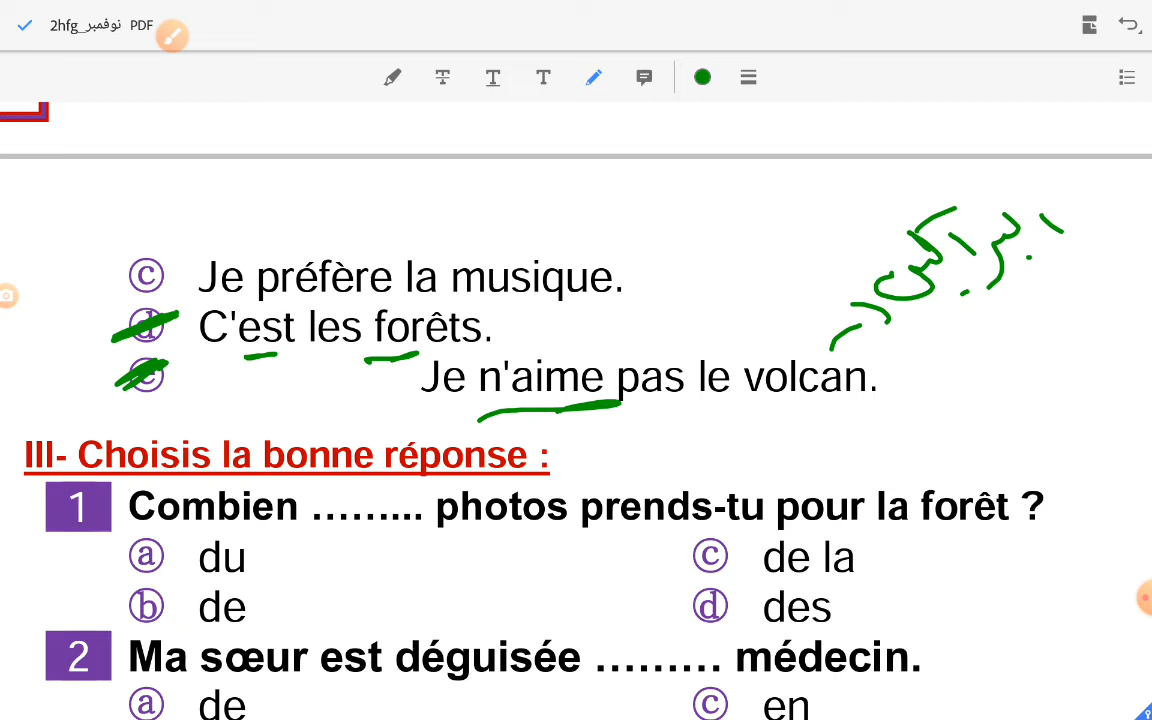 2hfg_نوفمبر PDF
ⓒ Je préfère la musique.
ⓓ C'est les forêts.
ⓔ Je n'aime pas le volcan.
III- Choisis la bonne réponse :
1 Combien ……... photos prends-tu pour la forêt ?
ⓐ du ⓒ de la
ⓑ de ⓓ des
2 Ma sœur est déguisée ……… médecin.
ⓐ de ⓒ en